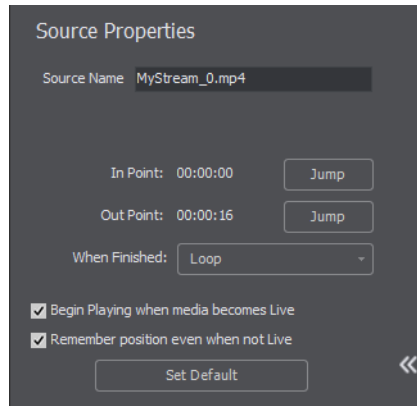 Source Properties
Source Name MyStream_0.mp4
In Point: 00:00:00 Jump
Out Point: 00:00:16 Jump
When Finished: Loop
Begin Playing when media becomes Live
Remember position even when not Live
Set Default